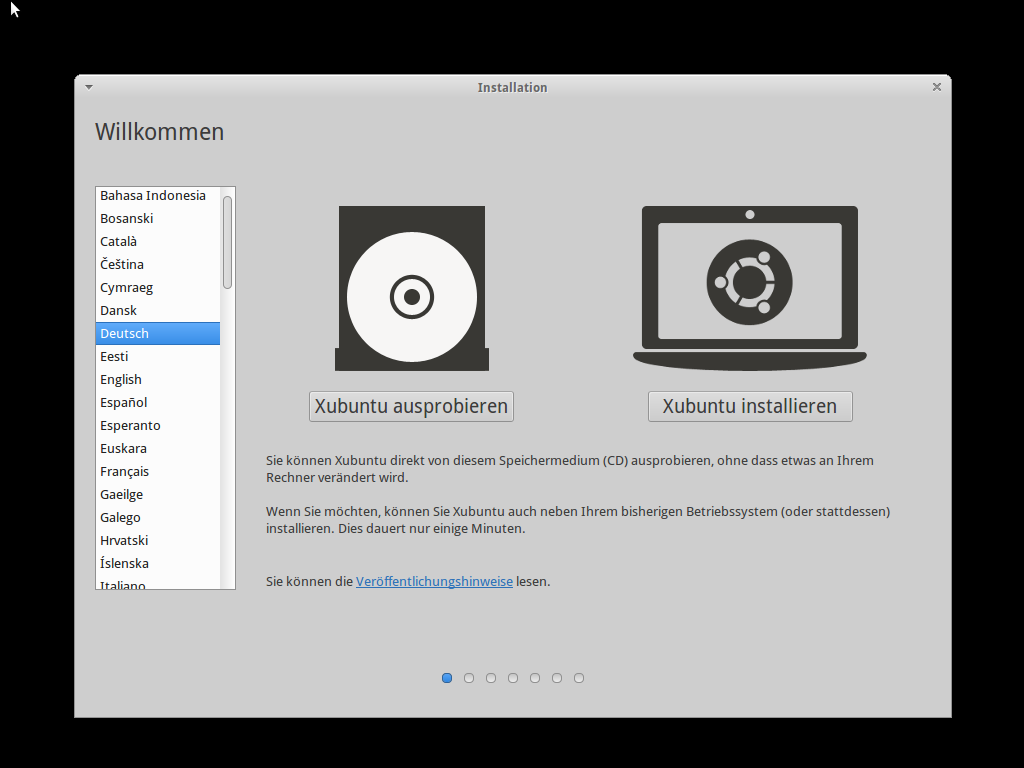 Installation
Willkommen
Bahasa Indonesia
Bosanski
Català
Čeština
Cymraeg
Dansk
Deutsch
Eesti
English
Español
Esperanto
Euskara
Français
Gaeilge
Galego
Hrvatski
Íslenska
Italiano
Xubuntu ausprobieren
Xubuntu installieren
Sie können Xubuntu direkt von diesem Speichermedium (CD) ausprobieren, ohne dass etwas an Ihrem
Rechner verändert wird.
Wenn Sie möchten, können Sie Xubuntu auch neben Ihrem bisherigen Betriebssystem (oder stattdessen)
installieren. Dies dauert nur einige Minuten.
Sie können die Veröffentlichungshinweise lesen.